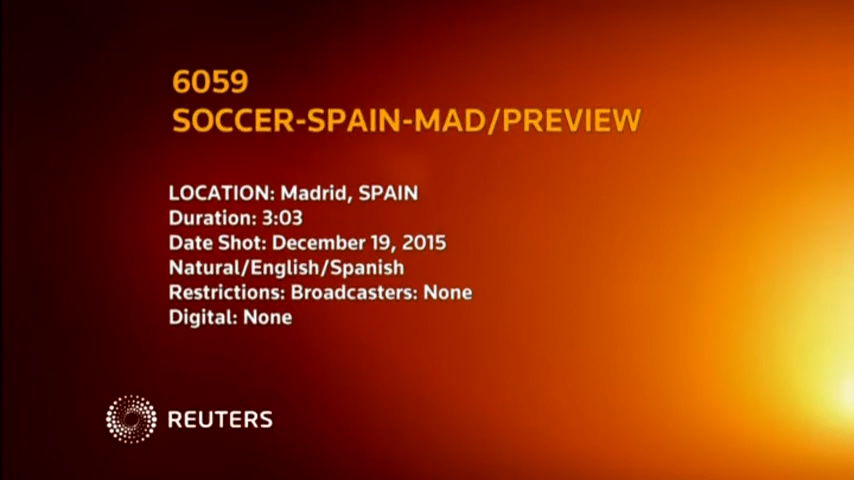 6059
SOCCER-SPAIN-MAD/PREVIEW
LOCATION: Madrid, SPAIN
Duration: 3:03
Date Shot: December 19, 2015
Natural/English/Spanish
Restrictions: Broadcasters: None
Digital: None
REUTERS